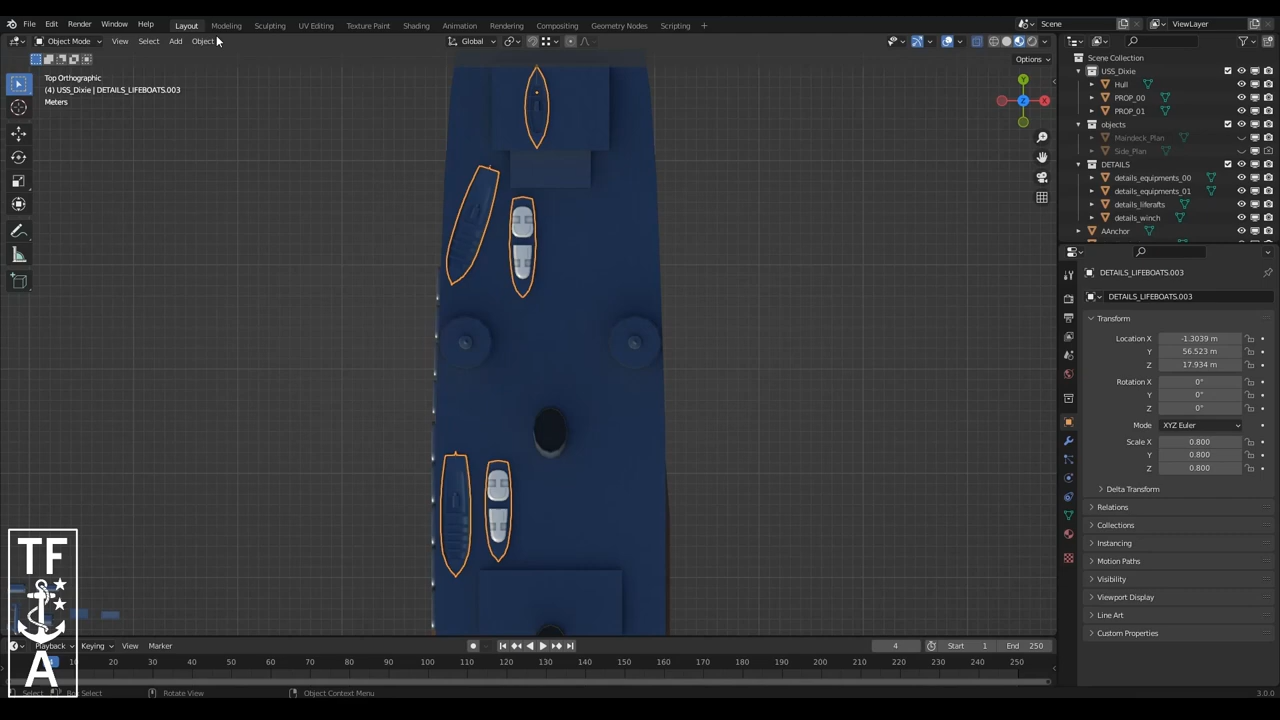 File Edit Render Window Help Layout Modeling Sculpting UV Editing Texture Paint Shading Animation Rendering Compositing Geometry Nodes Scripting + Scene ViewLayer
Object Mode View Select Add Object Global
Options
Top Orthographic
(4) USS_Dixie | DETAILS_LIFEBOATS.003
Meters
Scene Collection
USS_Dixie
Hull
PROP_00
PROP_01
objects
Maindeck_Plan
Side_Plan
DETAILS
details_equipments_00
details_equipments_01
details_liferafts
details_winch
AAnchor
DETAILS_LIFEBOATS.003
DETAILS_LIFEBOATS.003
Transform
Location X -1.3039 m
Y 56.523 m
Z 17.934 m
Rotation X 0°
Y 0°
Z 0°
Mode XYZ Euler
Scale X 0.800
Y 0.800
Z 0.800
Delta Transform
Relations
Collections
Instancing
Motion Paths
Visibility
Viewport Display
Line Art
Custom Properties
TF
A
Playback Keying View Marker 4 Start 1 End 250
4 10 20 30 40 50 60 70 80 90 100 110 120 130 140 150 160 170 180 190 200 210 220 230 240 250
Select Box Select Rotate View Object Context Menu 3.0.0